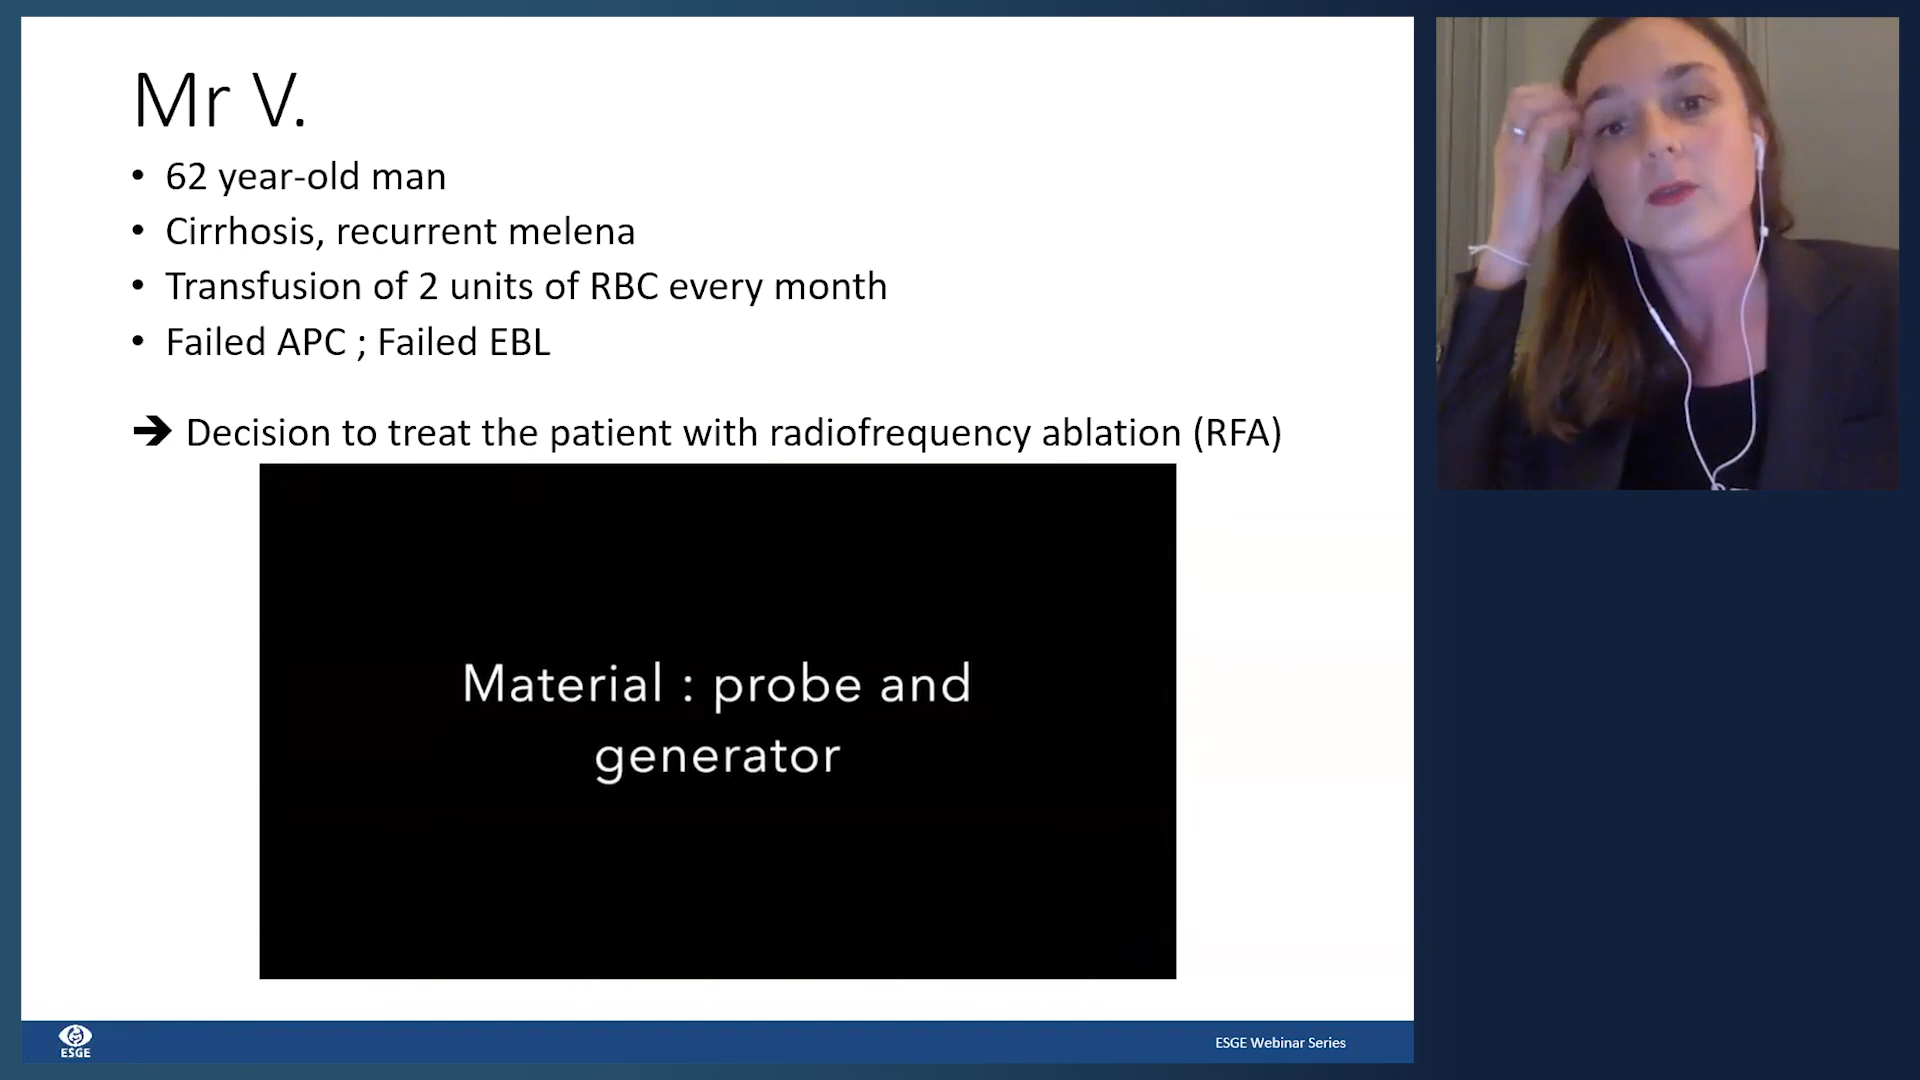 Mr V.
• 62 year-old man
• Cirrhosis, recurrent melena
• Transfusion of 2 units of RBC every month
• Failed APC ; Failed EBL
➔ Decision to treat the patient with radiofrequency ablation (RFA)
Material : probe and
generator
ESGE
ESGE Webinar Series